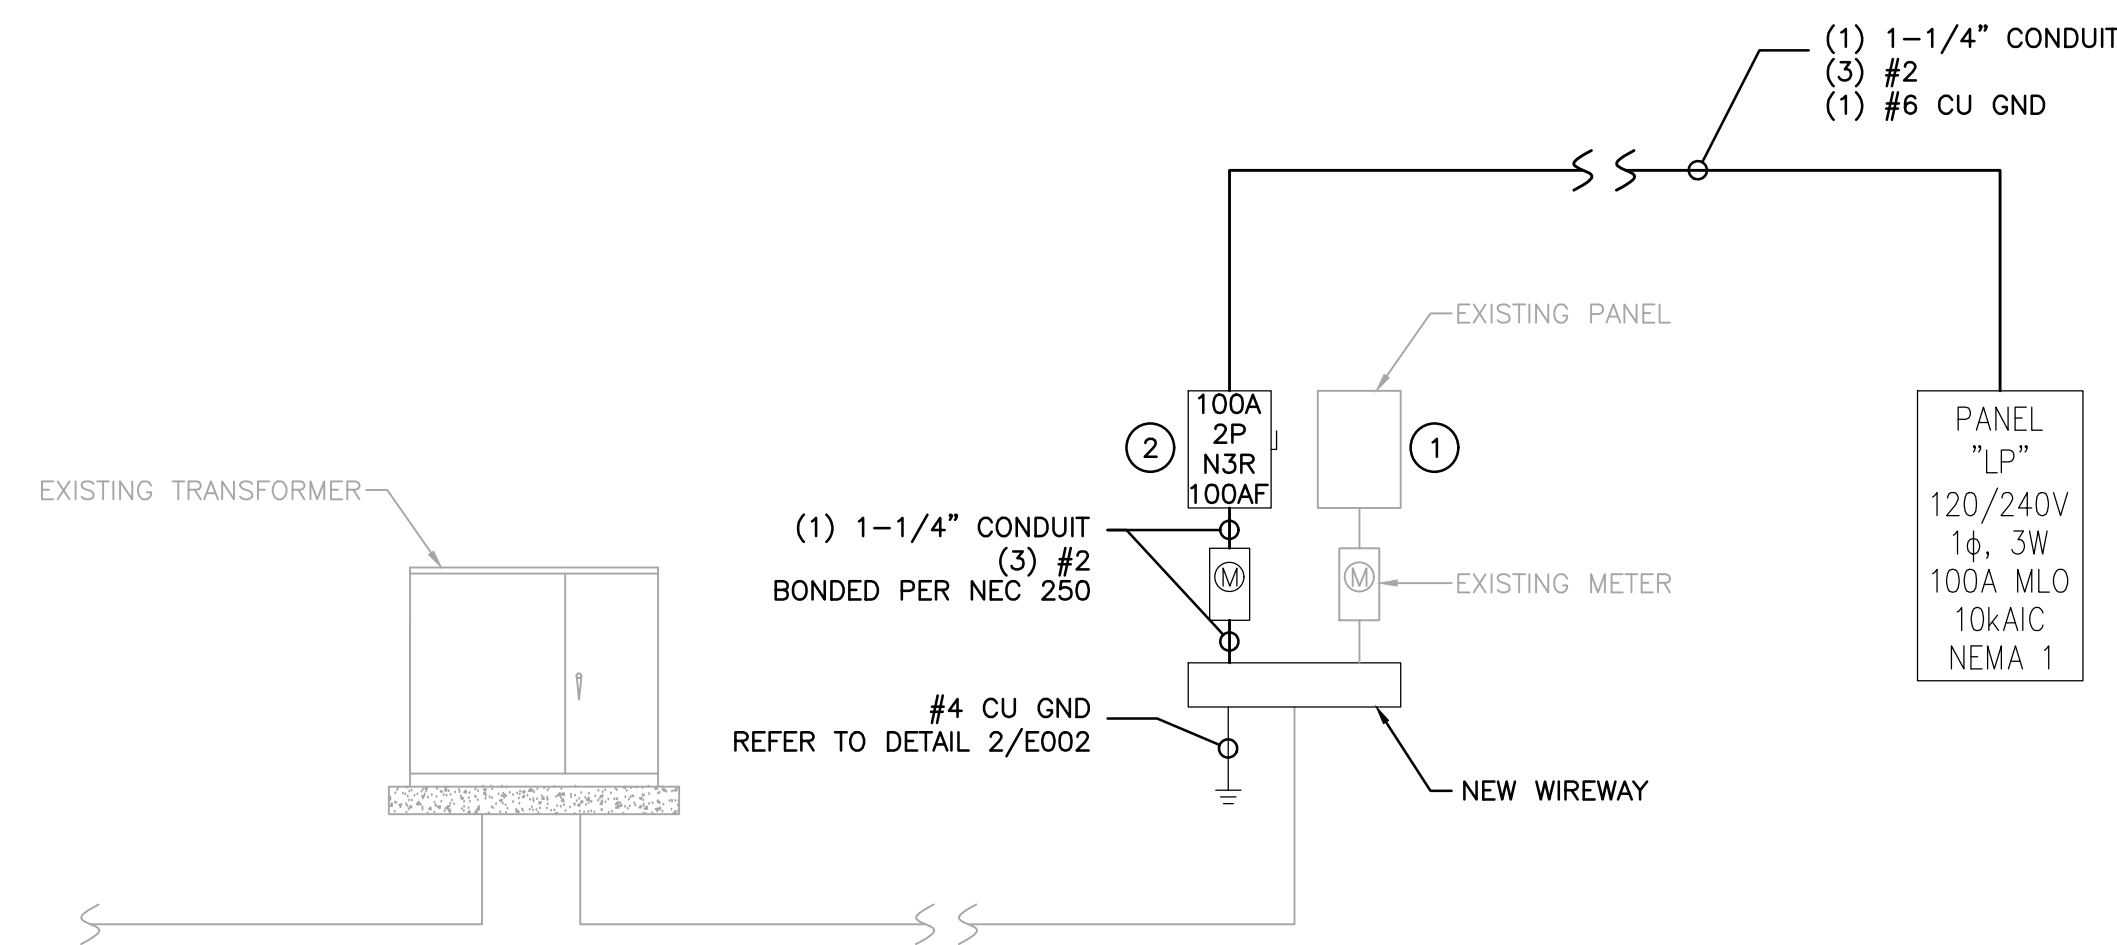 (1) 1-1/4" CONDUIT
(3) #2
(1) #6 CU GND
EXISTING PANEL
100A
2P
N3R
100AF
2
1
PANEL
"LP"
120/240V
1ϕ, 3W
100A MLO
10kAIC
NEMA 1
EXISTING TRANSFORMER
(1) 1-1/4" CONDUIT
(3) #2
BONDED PER NEC 250
M
M
EXISTING METER
#4 CU GND
REFER TO DETAIL 2/E002
NEW WIREWAY